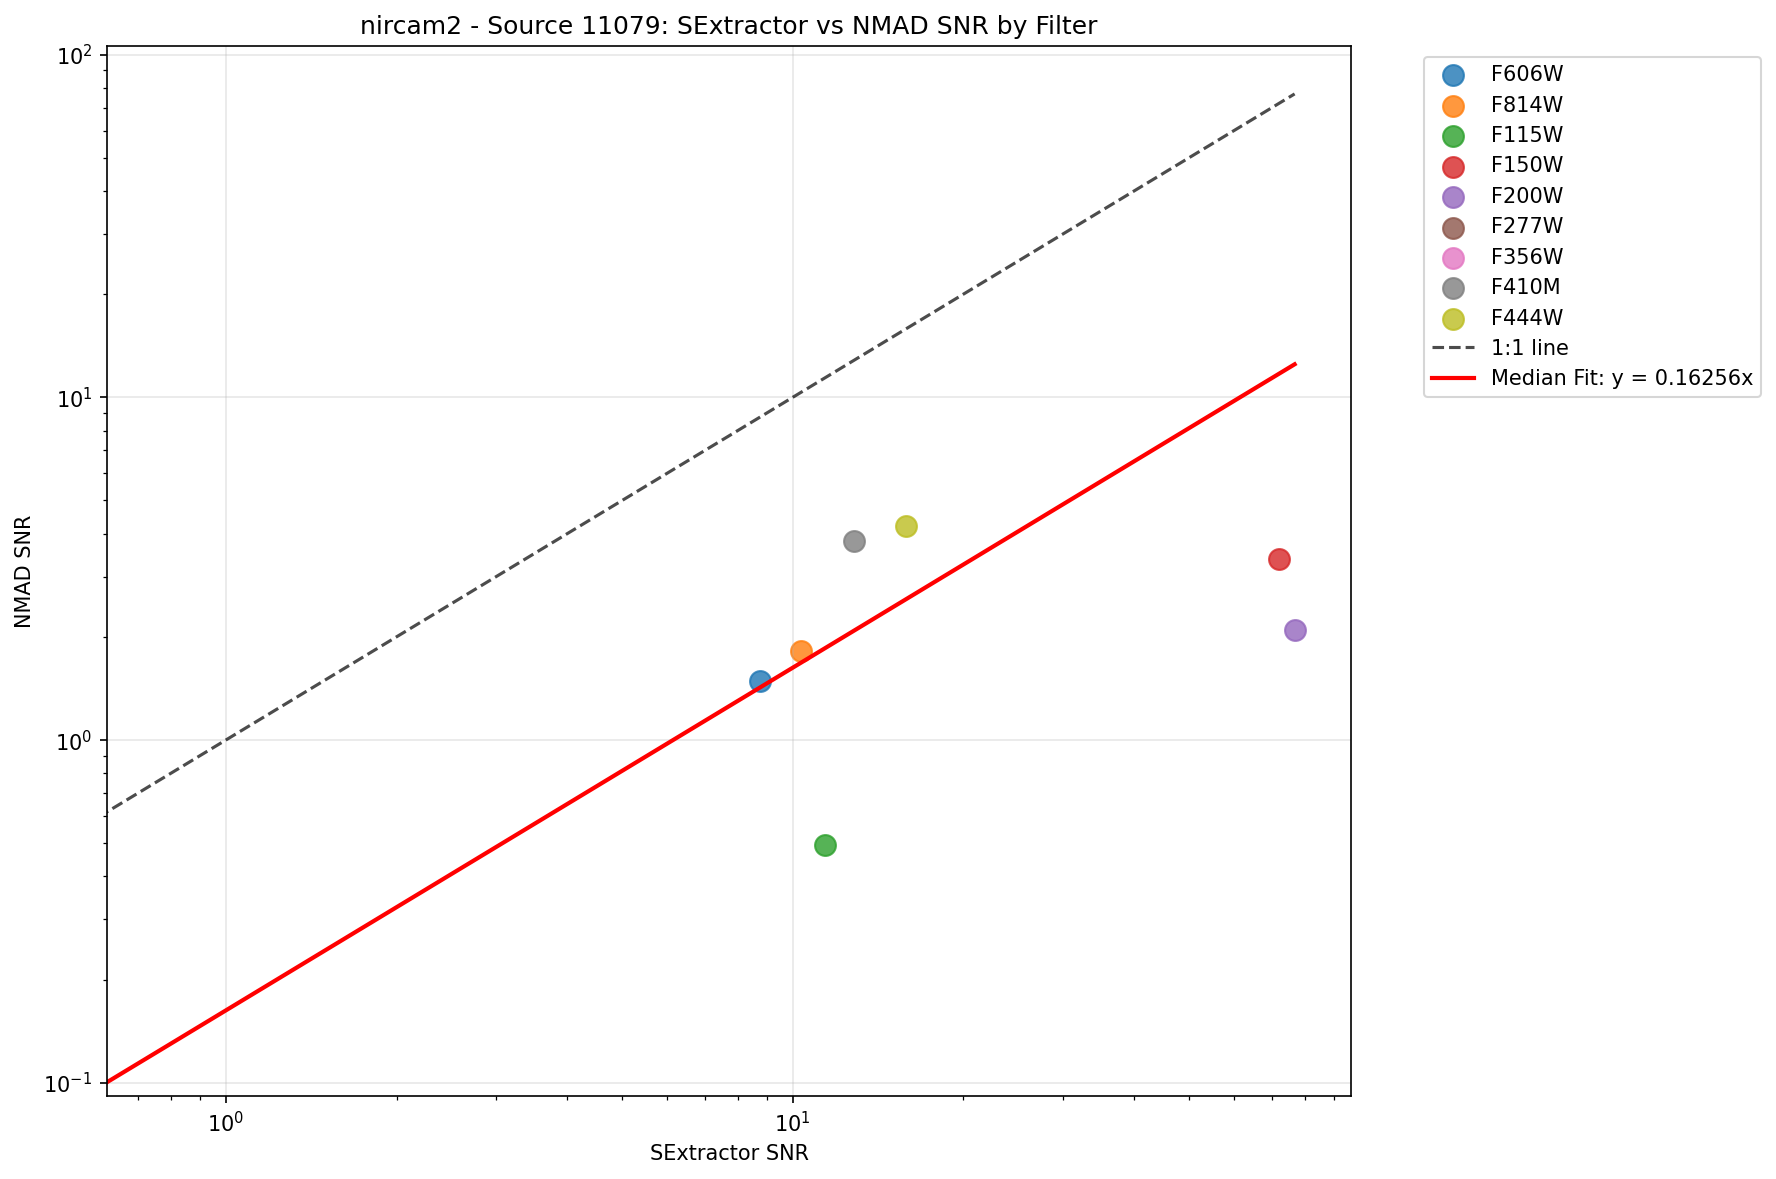 nircam2 - Source 11079: SExtractor vs NMAD SNR by Filter
10²
10¹
10⁰
10⁻¹
NMAD SNR
10⁰
10¹
SExtractor SNR
F606W
F814W
F115W
F150W
F200W
F277W
F356W
F410M
F444W
1:1 line
Median Fit: y = 0.16256x